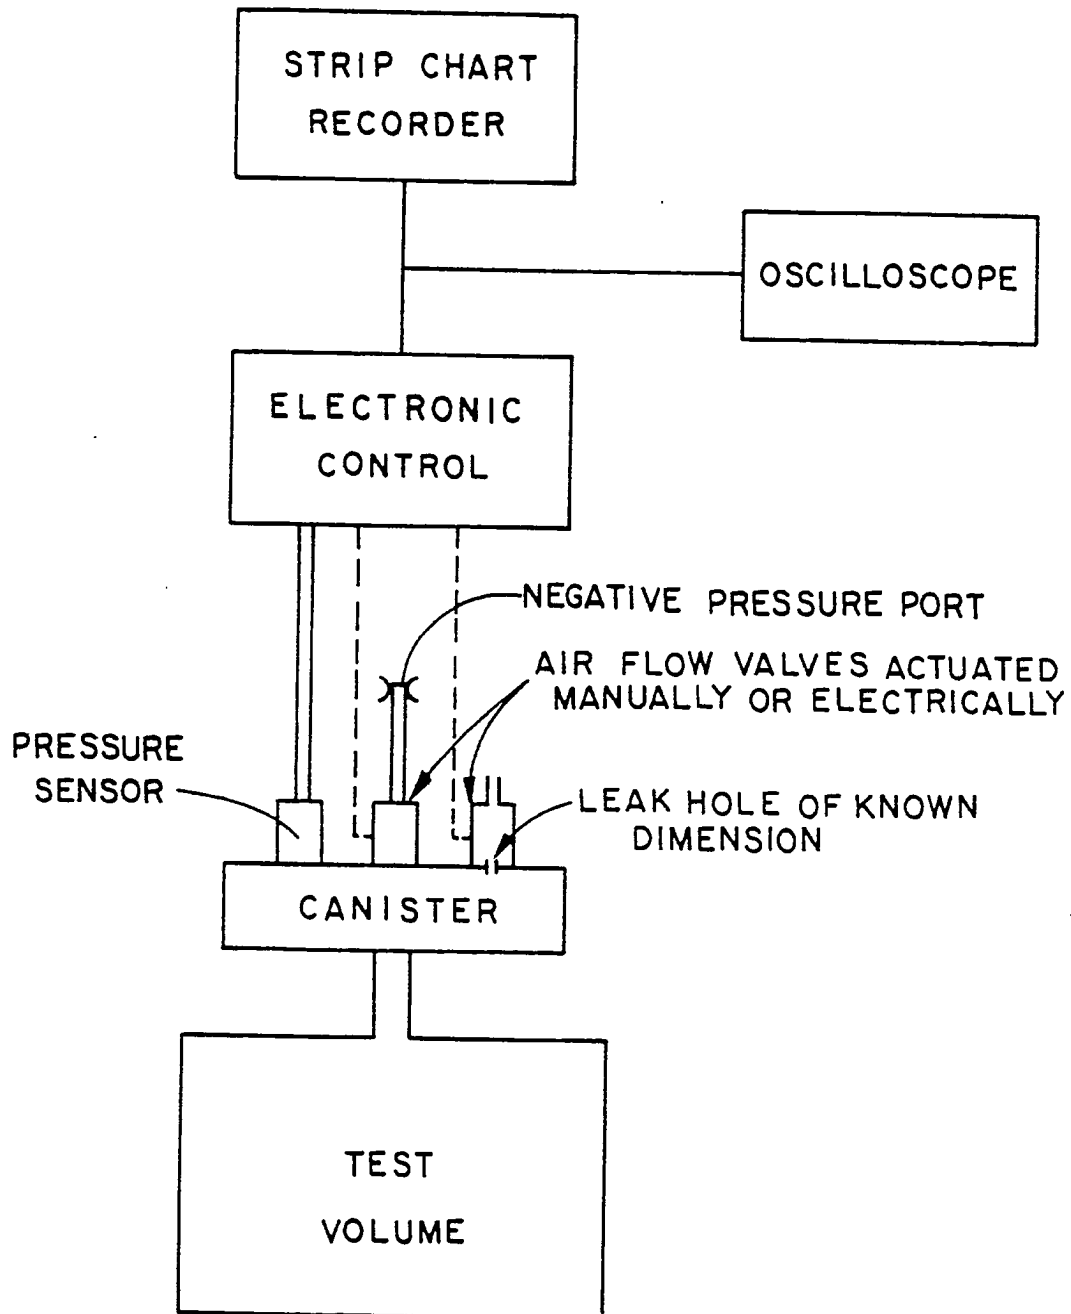 STRIP CHART
RECORDER
OSCILLOSCOPE
ELECTRONIC
CONTROL
NEGATIVE PRESSURE PORT
AIR FLOW VALVES ACTUATED
MANUALLY OR ELECTRICALLY
PRESSURE
SENSOR
LEAK HOLE OF KNOWN
DIMENSION
CANISTER
TEST
VOLUME